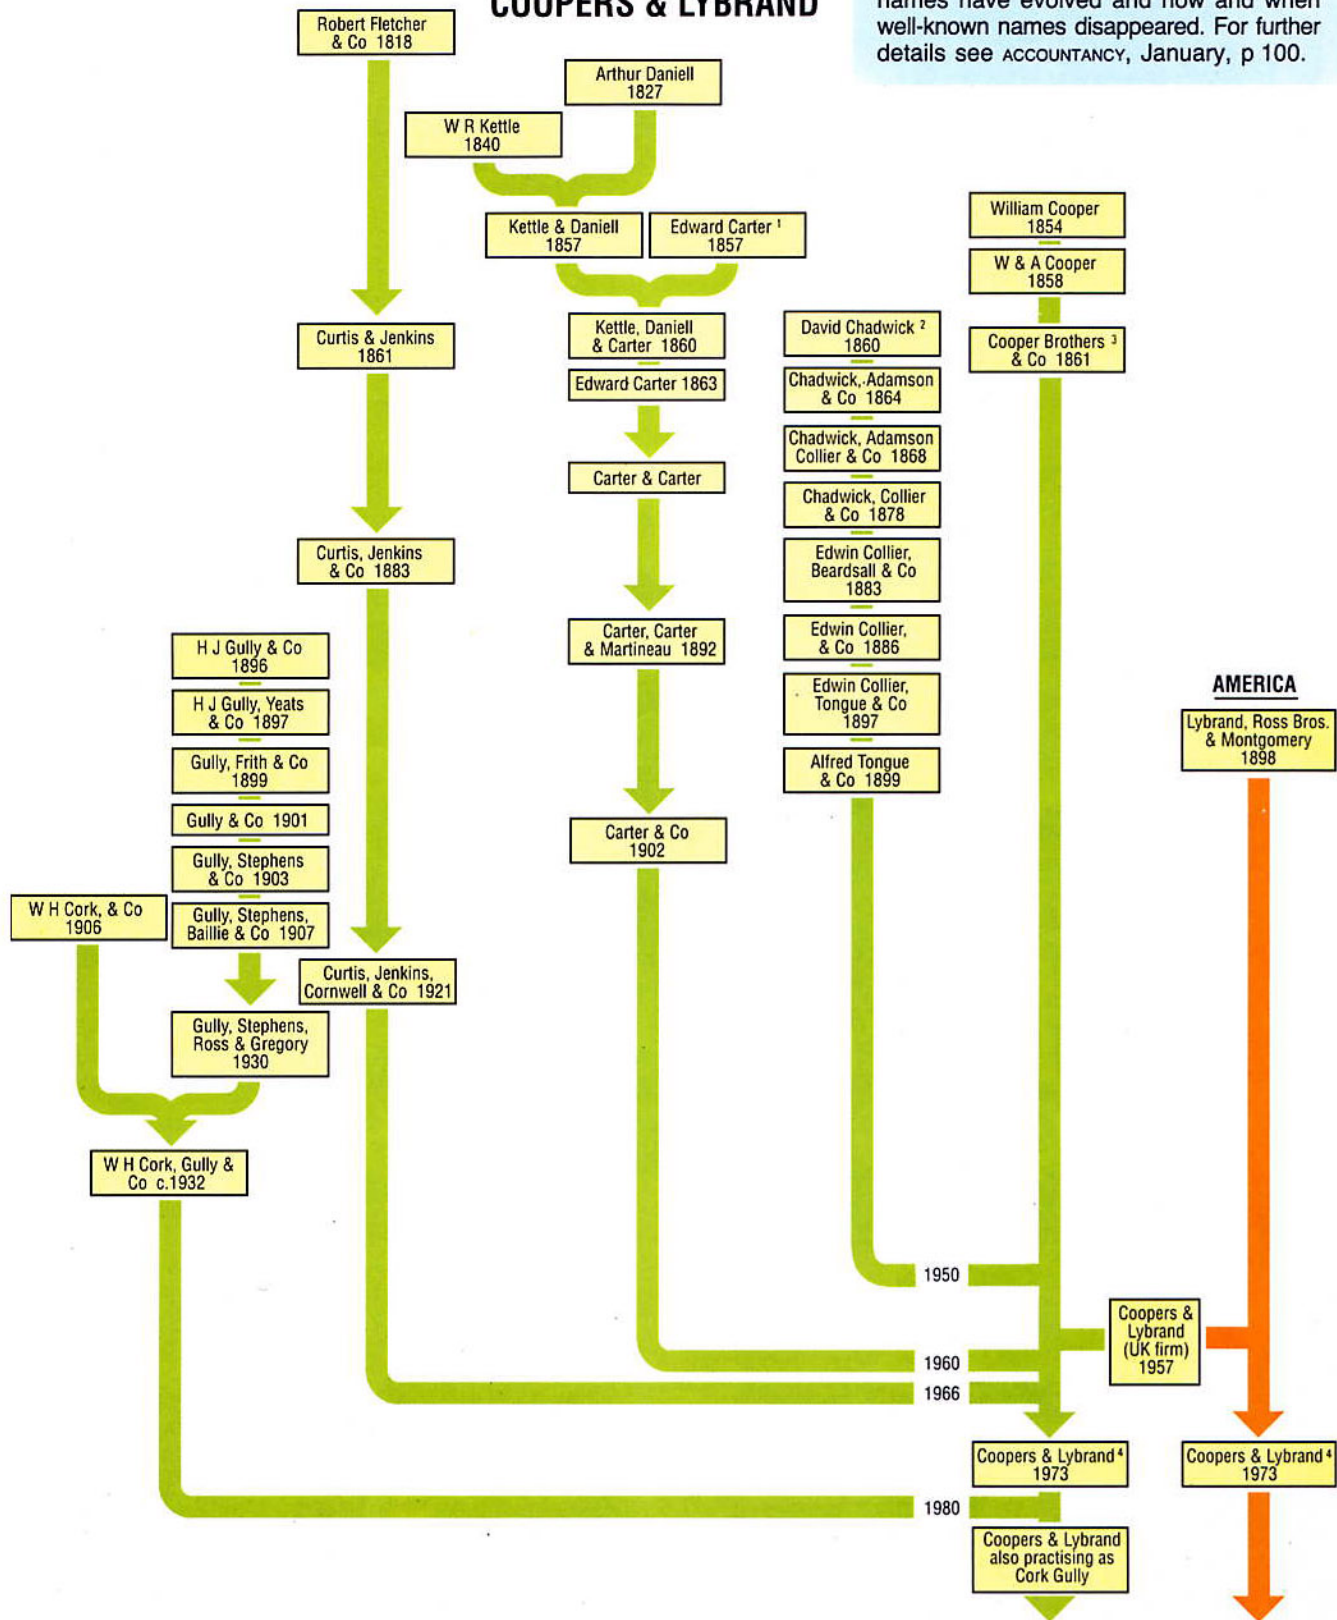 COOPERS & LYBRAND
names have evolved and how and when
well-known names disappeared. For further
details see ACCOUNTANCY, January, p 100.
Robert Fletcher
& Co 1818
Arthur Daniell
1827
W R Kettle
1840
Kettle & Daniell
1857
Edward Carter 1
1857
William Cooper
1854
W & A Cooper
1858
Curtis & Jenkins
1861
Kettle, Daniell
& Carter 1860
Edward Carter 1863
David Chadwick 2
1860
Cooper Brothers 3
& Co 1861
Chadwick, Adamson
& Co 1864
Chadwick, Adamson
Collier & Co 1868
Carter & Carter
Chadwick, Collier
& Co 1878
Curtis, Jenkins
& Co 1883
Edwin Collier,
Beardsall & Co
1883
Carter, Carter
& Martineau 1892
Edwin Collier,
& Co 1886
H J Gully & Co
1896
H J Gully, Yeats
& Co 1897
Edwin Collier,
Tongue & Co
1897
AMERICA
Lybrand, Ross Bros.
& Montgomery
1898
Gully, Frith & Co
1899
Alfred Tongue
& Co 1899
Gully & Co 1901
Carter & Co
1902
Gully, Stephens
& Co 1903
W H Cork, & Co
1906
Gully, Stephens,
Baillie & Co 1907
Curtis, Jenkins,
Cornwell & Co 1921
Gully, Stephens,
Ross & Gregory
1930
W H Cork, Gully &
Co c.1932
1950
Coopers &
Lybrand
(UK firm)
1957
1960
1966
Coopers & Lybrand 4
1973
Coopers & Lybrand 4
1973
1980
Coopers & Lybrand
also practising as
Cork Gully